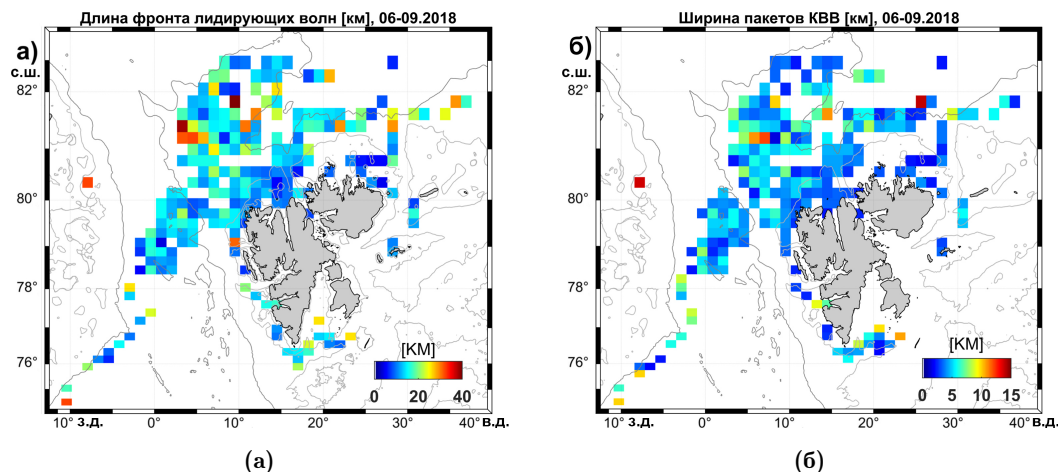 Длина фронта лидирующих волн [км], 06-09.2018
а)
с.ш.
82°
80°
78°
76°
[КМ]
0 20 40
10° з.д. 0° 10° 20° 30° 40° в.д.
(а)
Ширина пакетов КВВ [км], 06-09.2018
б)
с.ш.
82°
80°
78°
76°
[КМ]
0 5 10 15
10° з.д. 0° 10° 20° 30° 40° в.д.
(б)